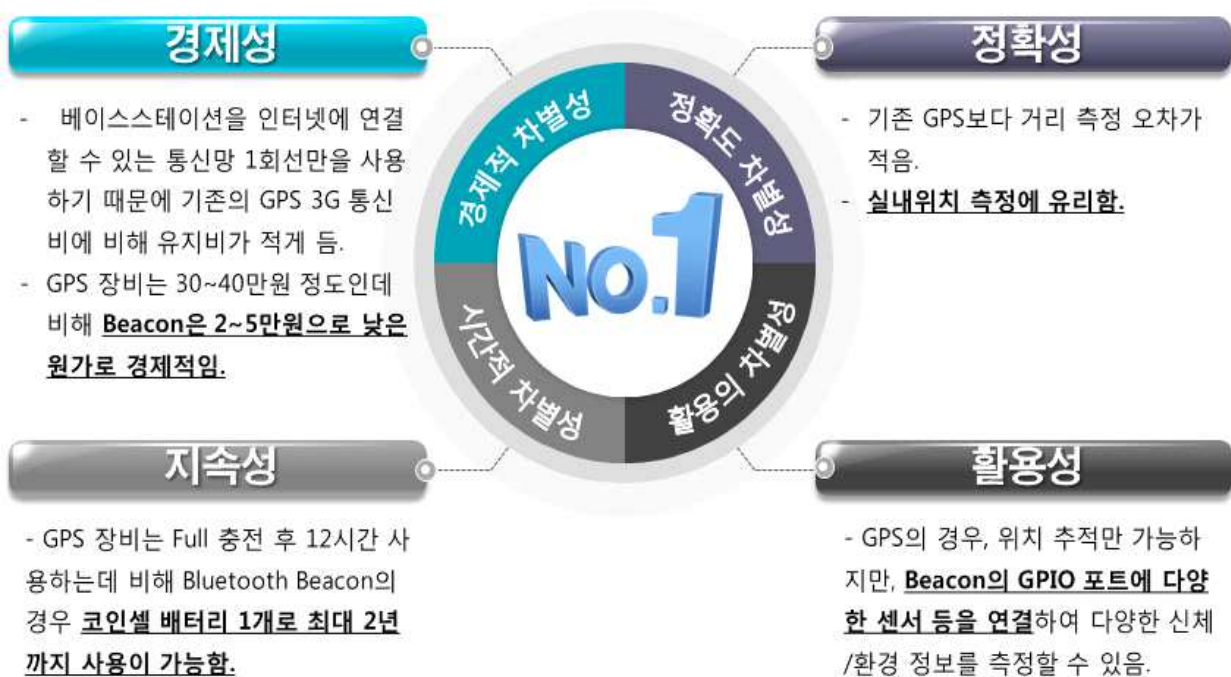 경제성
- 베이스스테이션을 인터넷에 연결
할 수 있는 통신망 1회선만을 사용
하기 때문에 기존의 GPS 3G 통신
비에 비해 유지비가 적게 듬.
- GPS 장비는 30~40만원 정도인데
비해 Beacon은 2~5만원으로 낮은
원가로 경제적임.
정확성
- 기존 GPS보다 거리 측정 오차가
적음.
- 실내위치 측정에 유리함.
경제적 차별성
정확도 차별성
NO.1
시간적 차별성
활용의 차별성
지속성
- GPS 장비는 Full 충전 후 12시간 사
용하는데 비해 Bluetooth Beacon의
경우 코인셀 배터리 1개로 최대 2년
까지 사용이 가능함.
활용성
- GPS의 경우, 위치 추적만 가능하
지만, Beacon의 GPIO 포트에 다양
한 센서 등을 연결하여 다양한 신체
/환경 정보를 측정할 수 있음.